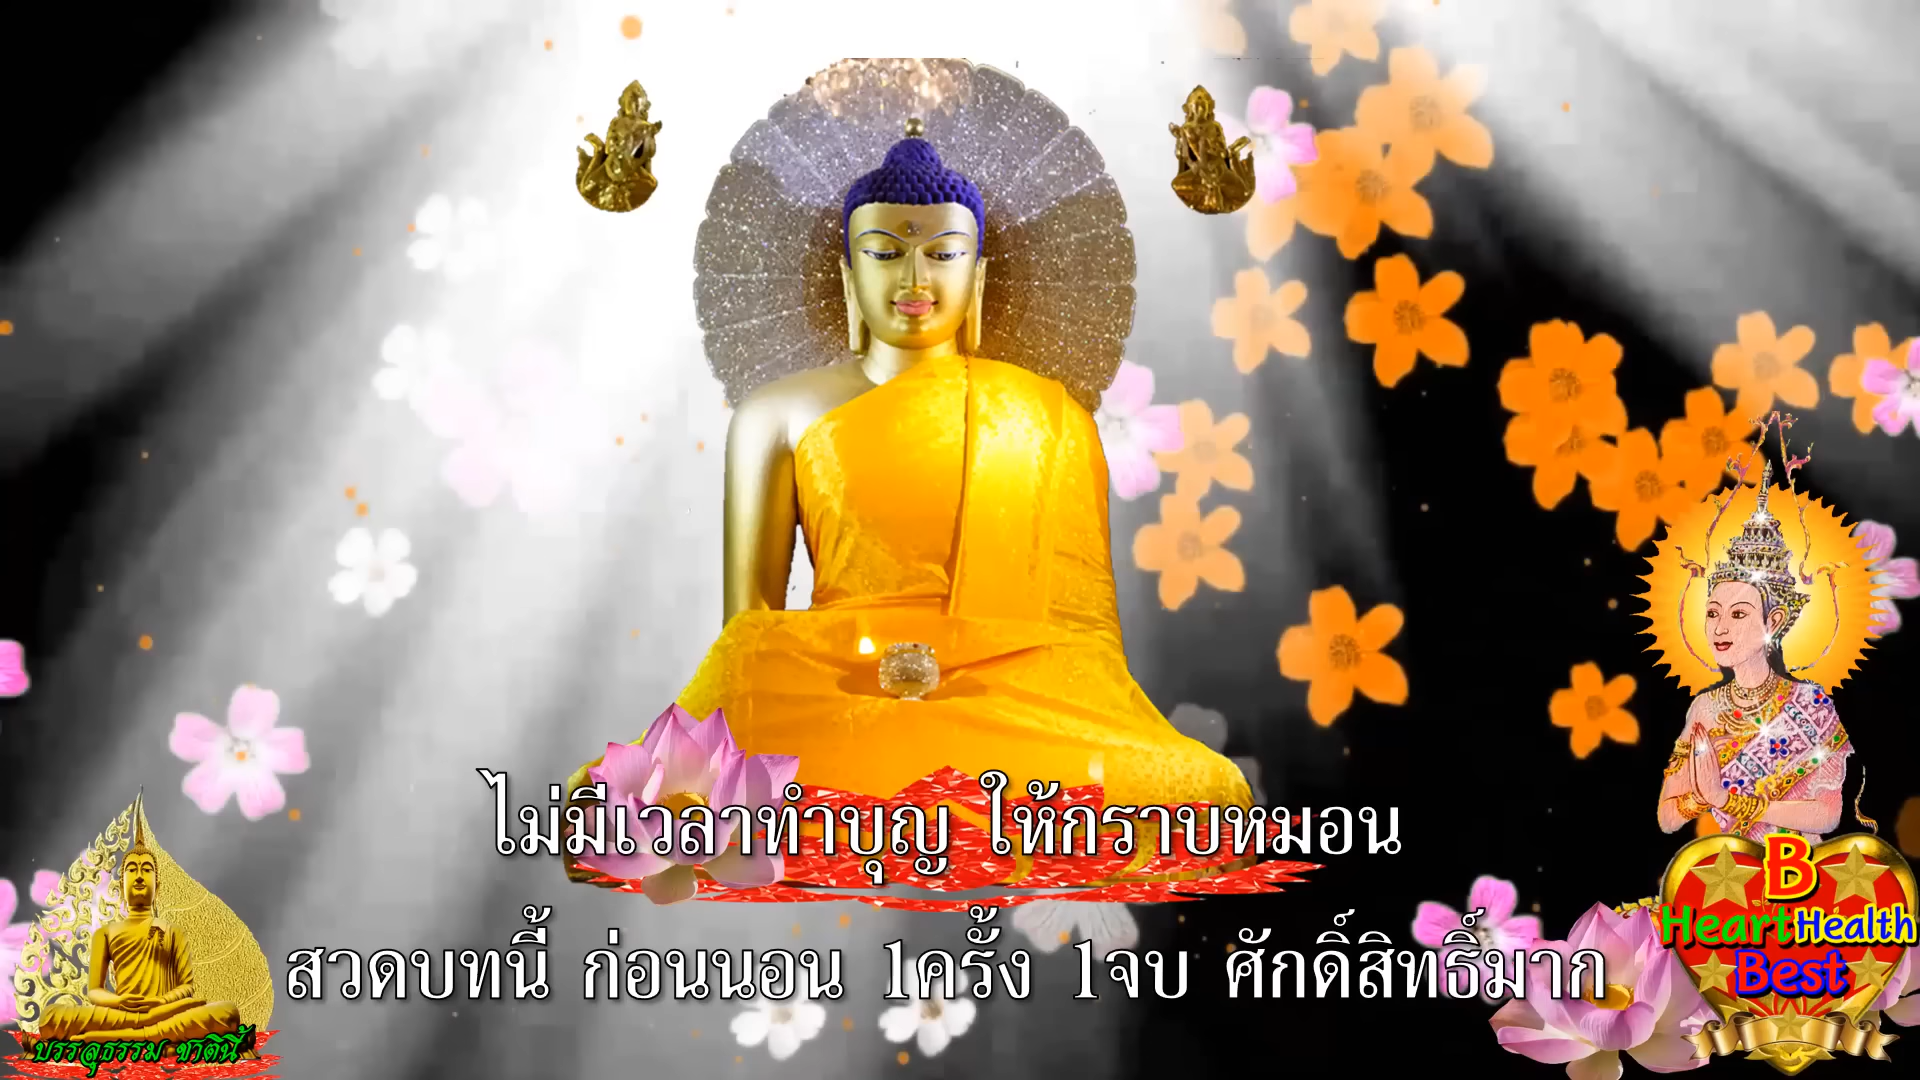 ไม่มีเวลาทำบุญ ให้กราบหมอน
สวดบทนี้ ก่อนนอน 1ครั้ง 1จบ ศักดิ์สิทธิ์มาก
บรรลุธรรม ชาตินี้
B
HeartHealth
Best